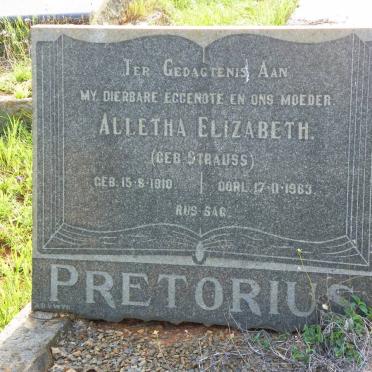 TER GEDAGTENIS AAN
MY DIERBARE EGGENOTE EN ONS MOEDER
ALLETHA ELIZABETH.
(GEB STRAUSS)
GEB. 15-8-1910 OORL. 17-11-1963
RUS SAG
PRETORIUS